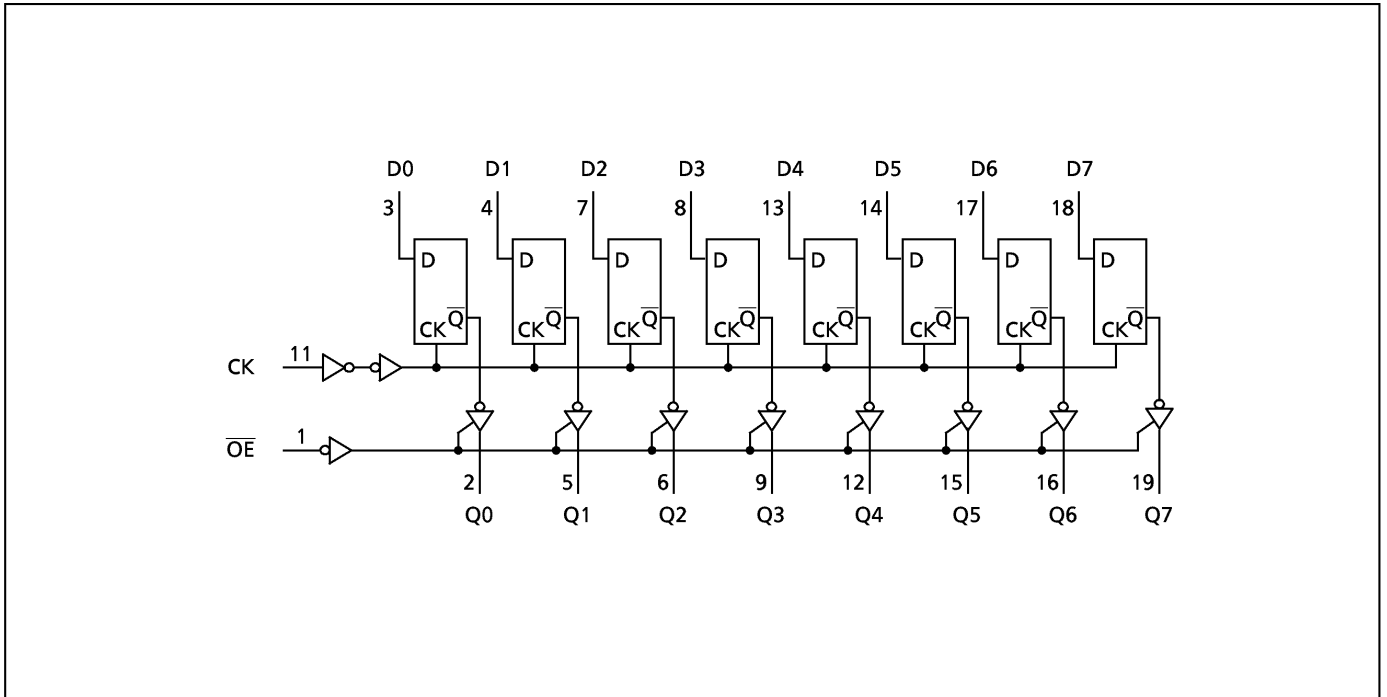 D0 D1 D2 D3 D4 D5 D6 D7
3 4 7 8 13 14 17 18
D D D D D D D D
CK Q̅ CK Q̅ CK Q̅ CK Q̅ CK Q̅ CK Q̅ CK Q̅ CK Q̅
CK 11
O̅E̅ 1
2 5 6 9 12 15 16 19
Q0 Q1 Q2 Q3 Q4 Q5 Q6 Q7